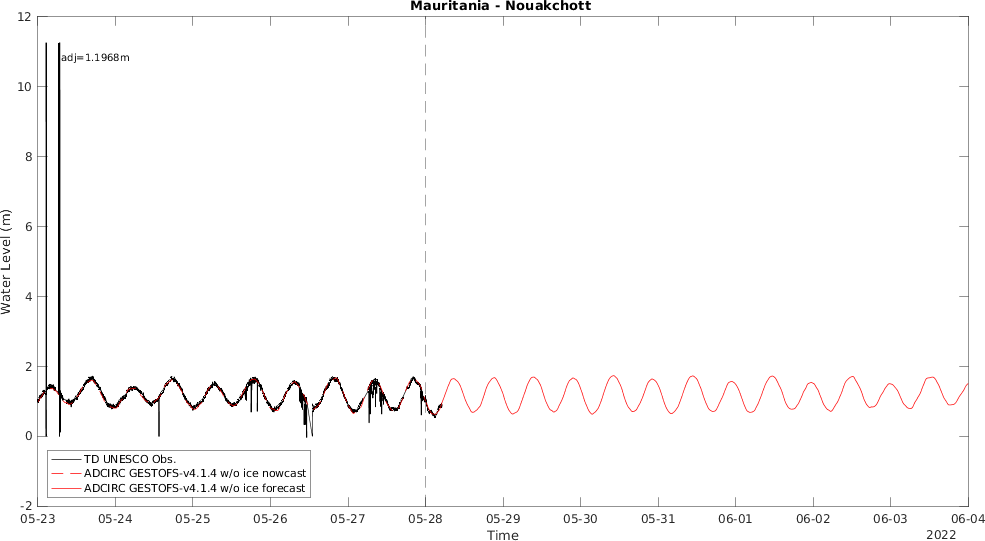 Mauritania - Nouakchott
12
10
8
6
4
2
0
-2
Water Level (m)
adj=1.1968m
TD UNESCO Obs.
ADCIRC GESTOFS-v4.1.4 w/o ice nowcast
ADCIRC GESTOFS-v4.1.4 w/o ice forecast
05-23 05-24 05-25 05-26 05-27 05-28 05-29 05-30 05-31 06-01 06-02 06-03 06-04
Time
2022